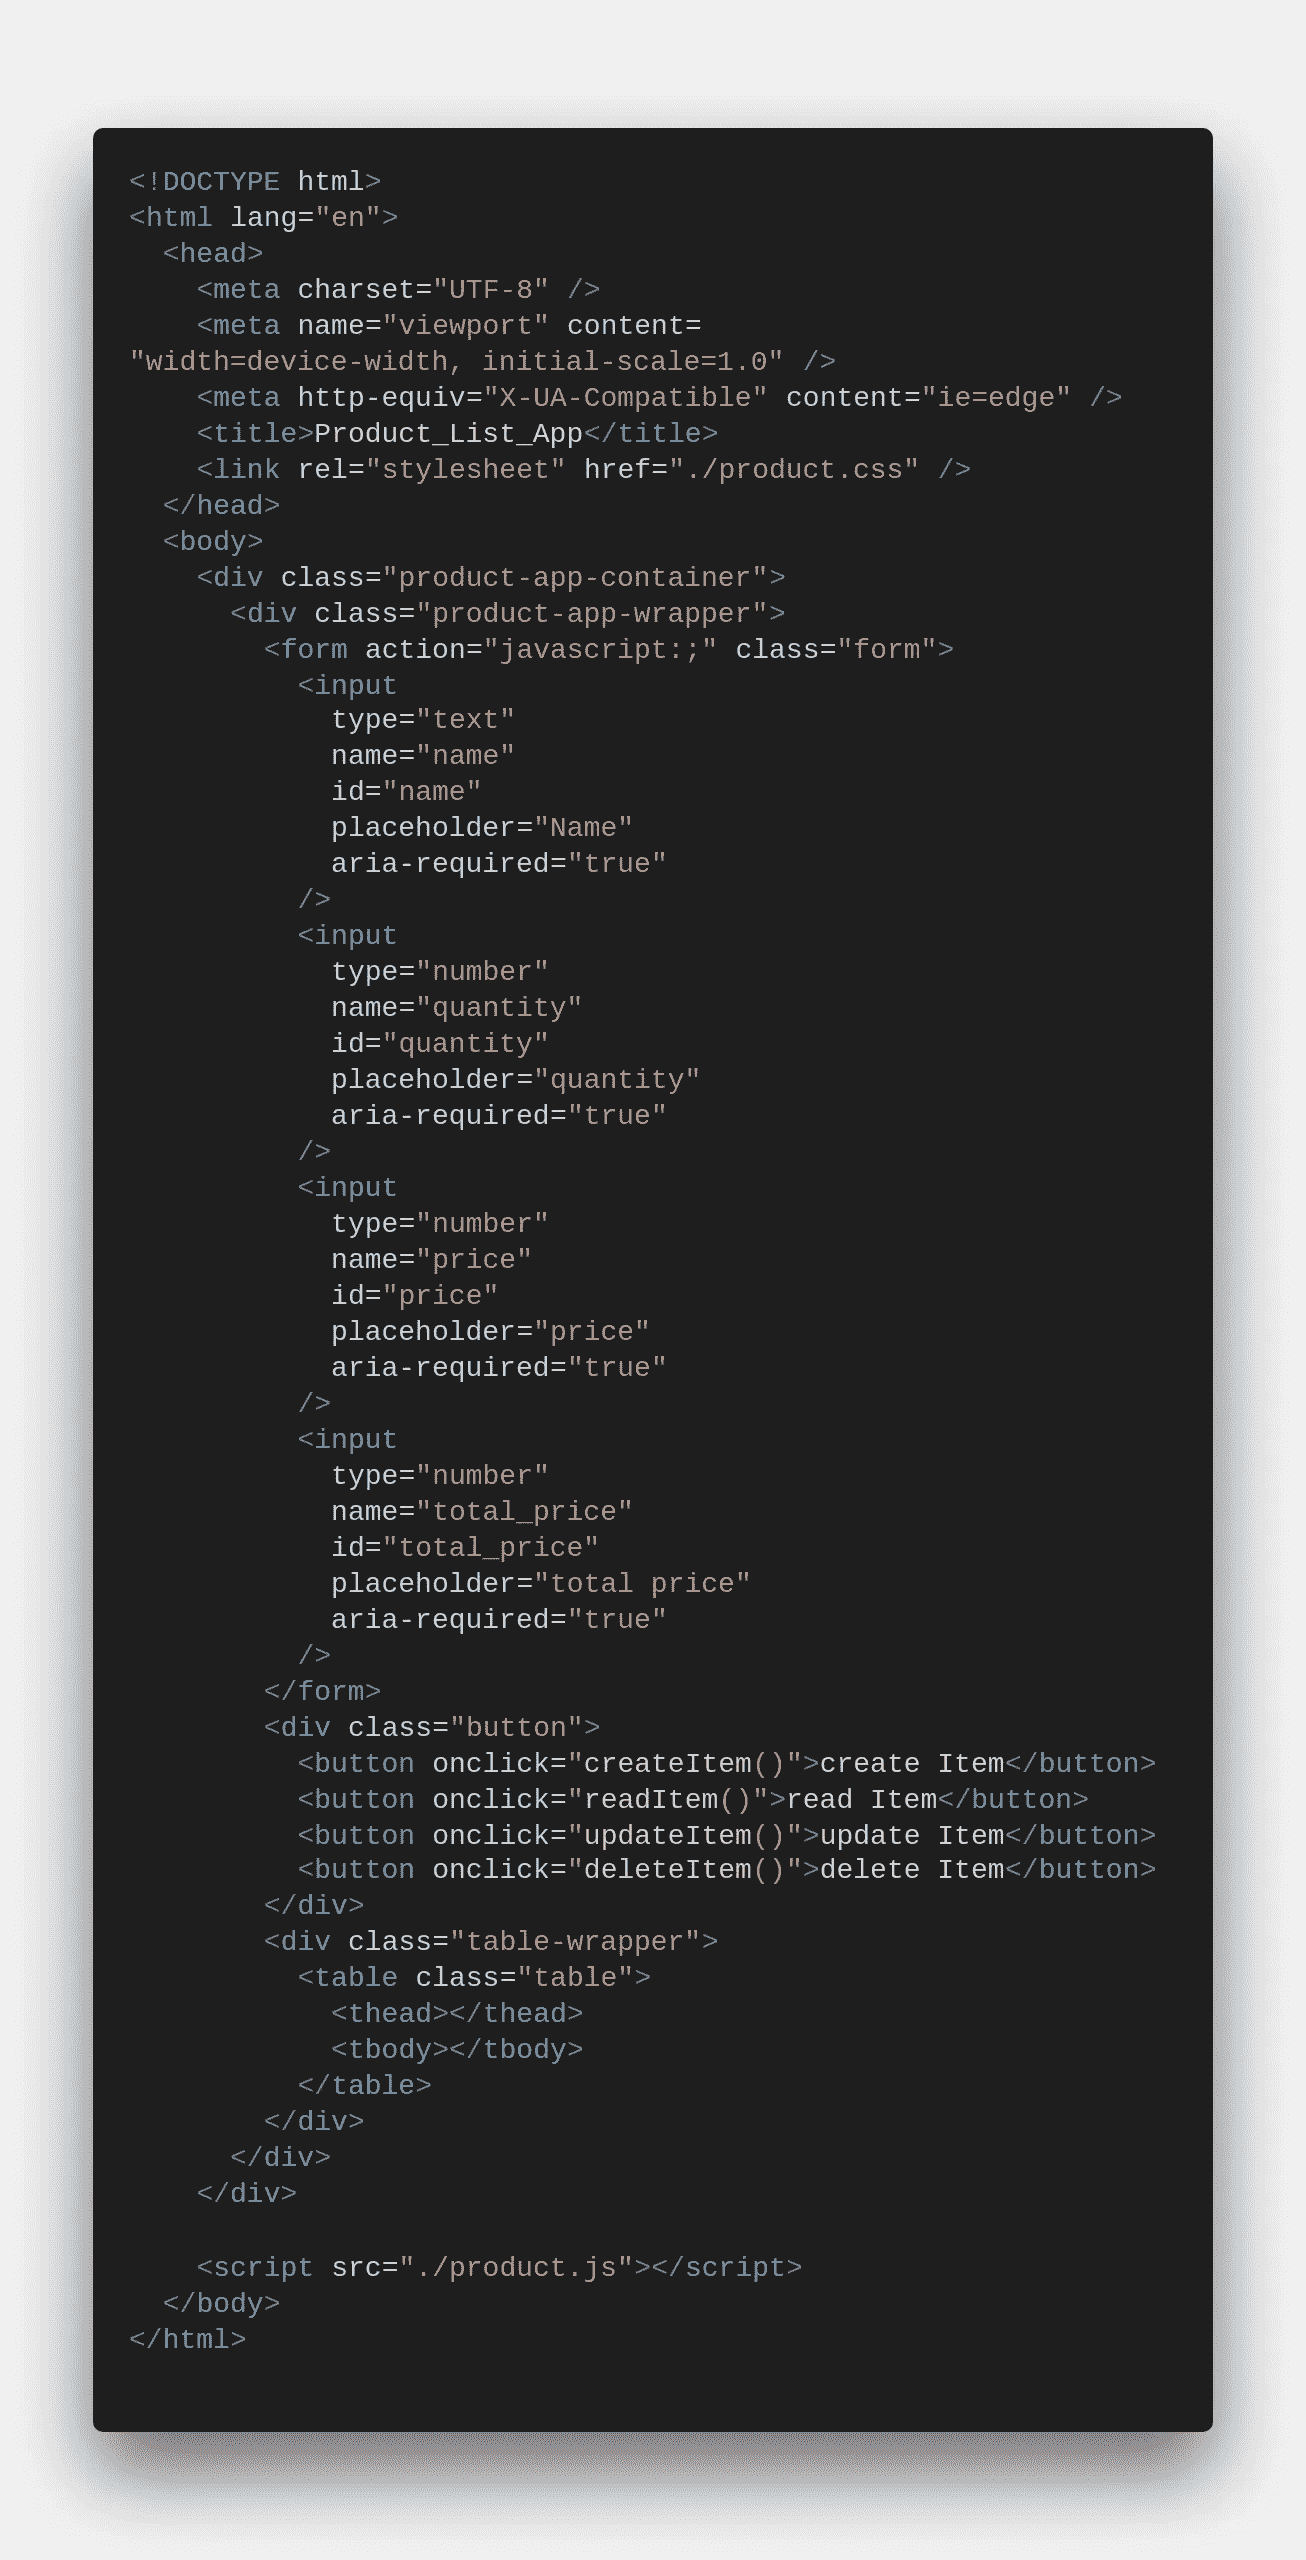 <!DOCTYPE html>
<html lang="en">
  <head>
    <meta charset="UTF-8" />
    <meta name="viewport" content=
"width=device-width, initial-scale=1.0" />
    <meta http-equiv="X-UA-Compatible" content="ie=edge" />
    <title>Product_List_App</title>
    <link rel="stylesheet" href="./product.css" />
  </head>
  <body>
    <div class="product-app-container">
      <div class="product-app-wrapper">
        <form action="javascript:;" class="form">
          <input
            type="text"
            name="name"
            id="name"
            placeholder="Name"
            aria-required="true"
          />
          <input
            type="number"
            name="quantity"
            id="quantity"
            placeholder="quantity"
            aria-required="true"
          />
          <input
            type="number"
            name="price"
            id="price"
            placeholder="price"
            aria-required="true"
          />
          <input
            type="number"
            name="total_price"
            id="total_price"
            placeholder="total price"
            aria-required="true"
          />
        </form>
        <div class="button">
          <button onclick="createItem()">create Item</button>
          <button onclick="readItem()">read Item</button>
          <button onclick="updateItem()">update Item</button>
          <button onclick="deleteItem()">delete Item</button>
        </div>
        <div class="table-wrapper">
          <table class="table">
            <thead></thead>
            <tbody></tbody>
          </table>
        </div>
      </div>
    </div>

    <script src="./product.js"></script>
  </body>
</html>